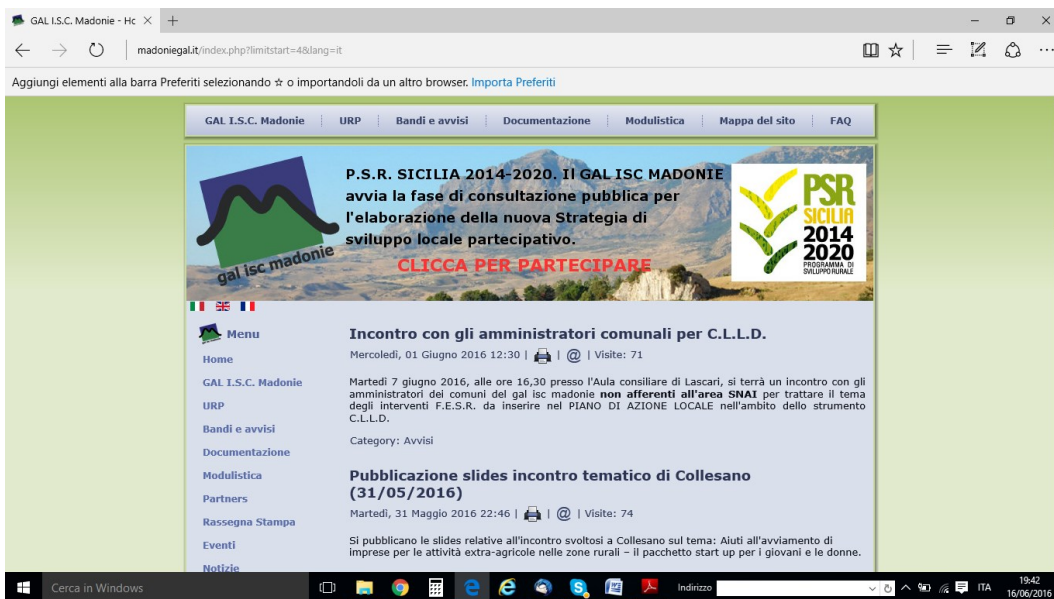 GAL I.S.C. Madonie - Hc
madoniegal.it/index.php?limitstart=4&lang=it
Aggiungi elementi alla barra Preferiti selezionando ☆ o importandoli da un altro browser. Importa Preferiti
GAL I.S.C. Madonie URP Bandi e avvisi Documentazione Modulistica Mappa del sito FAQ
gal isc madonie
P.S.R. SICILIA 2014-2020. Il GAL ISC MADONIE
avvia la fase di consultazione pubblica per
l'elaborazione della nuova Strategia di
sviluppo locale partecipativo.
CLICCA PER PARTECIPARE
PSR
SICILIA
2014
2020
PROGRAMMA DI
SVILUPPO RURALE
Menu
Home
GAL I.S.C. Madonie
URP
Bandi e avvisi
Documentazione
Modulistica
Partners
Rassegna Stampa
Eventi
Notizie
Incontro con gli amministratori comunali per C.L.L.D.
Mercoledì, 01 Giugno 2016 12:30 | | @ | Visite: 71
Martedì 7 giugno 2016, alle ore 16,30 presso l'Aula consiliare di Lascari, si terrà un incontro con gli
amministratori dei comuni del gal isc madonie non afferenti all'area SNAI per trattare il tema
degli interventi F.E.S.R. da inserire nel PIANO DI AZIONE LOCALE nell'ambito dello strumento
C.L.L.D.
Category: Avvisi
Pubblicazione slides incontro tematico di Collesano
(31/05/2016)
Martedì, 31 Maggio 2016 22:46 | | @ | Visite: 74
Si pubblicano le slides relative all'incontro svoltosi a Collesano sul tema: Aiuti all'avviamento di
imprese per le attività extra-agricole nelle zone rurali – il pacchetto start up per i giovani e le donne.
Cerca in Windows
Indirizzo
ITA
19:42
16/06/2016